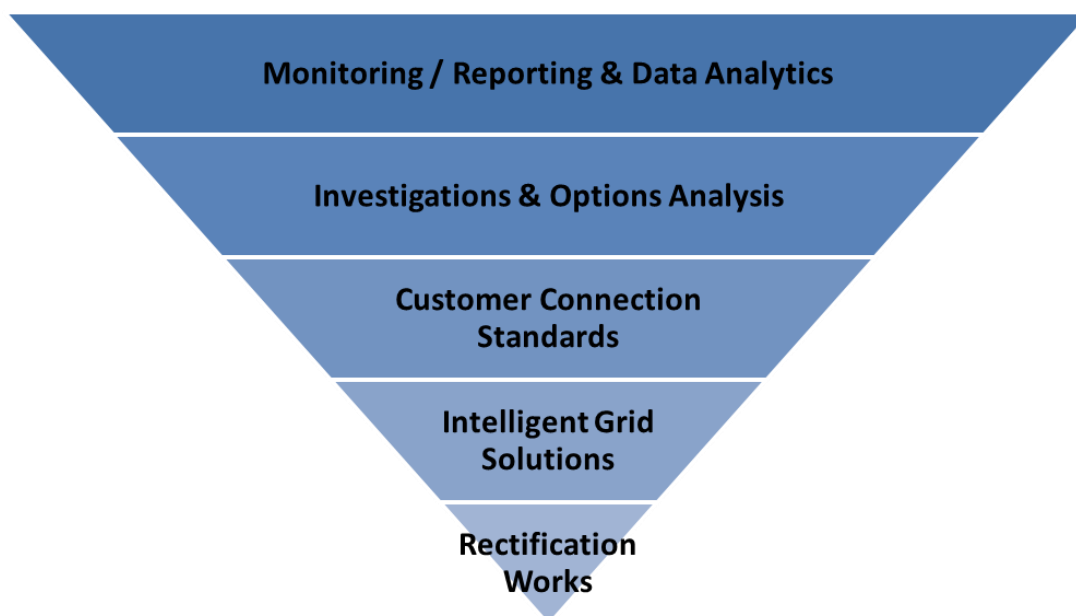 Monitoring / Reporting & Data Analytics
Investigations & Options Analysis
Customer Connection
Standards
Intelligent Grid
Solutions
Rectification
Works